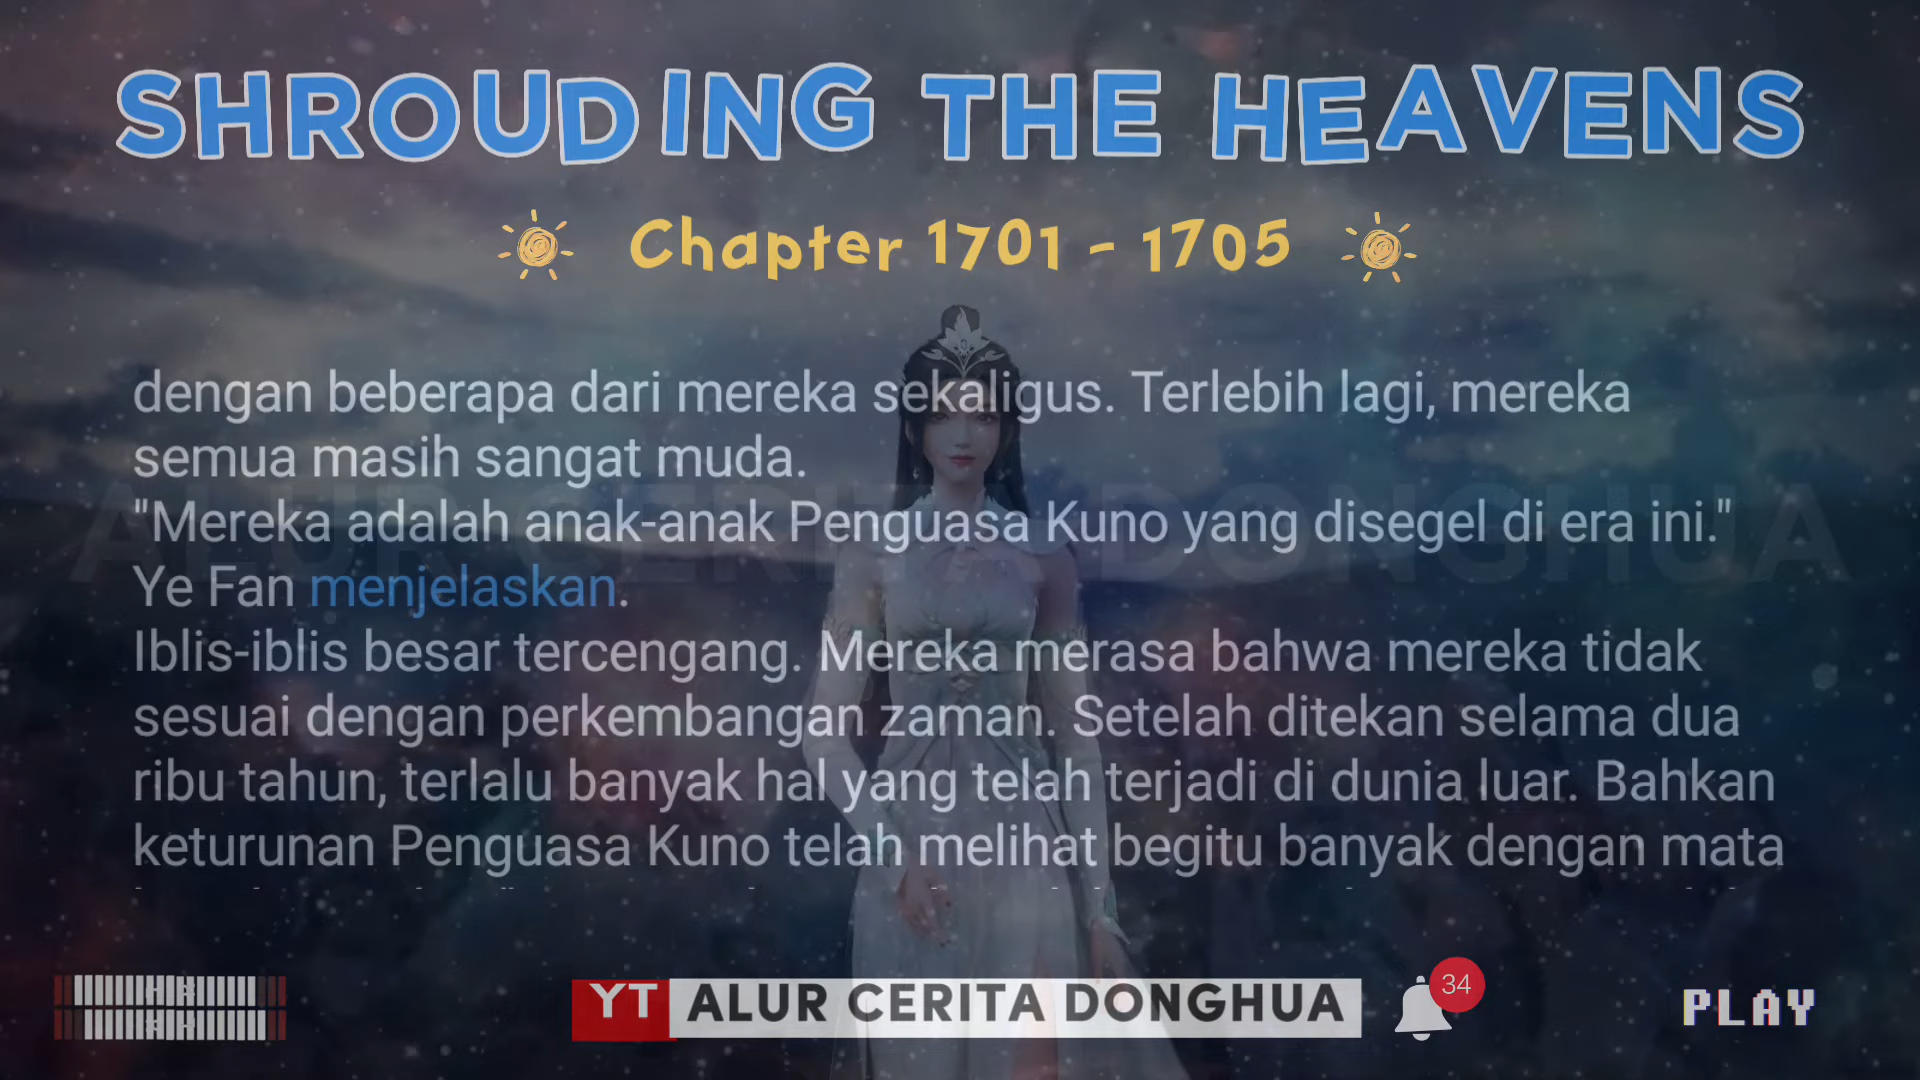 SHROUDING THE HEAVENS
Chapter 1701 - 1705
dengan beberapa dari mereka sekaligus. Terlebih lagi, mereka
semua masih sangat muda.
"Mereka adalah anak-anak Penguasa Kuno yang disegel di era ini."
Ye Fan menjelaskan.
Iblis-iblis besar tercengang. Mereka merasa bahwa mereka tidak
sesuai dengan perkembangan zaman. Setelah ditekan selama dua
ribu tahun, terlalu banyak hal yang telah terjadi di dunia luar. Bahkan
keturunan Penguasa Kuno telah melihat begitu banyak dengan mata
ALUR CERITA DONGHUA
YT ALUR CERITA DONGHUA
34
PLAY